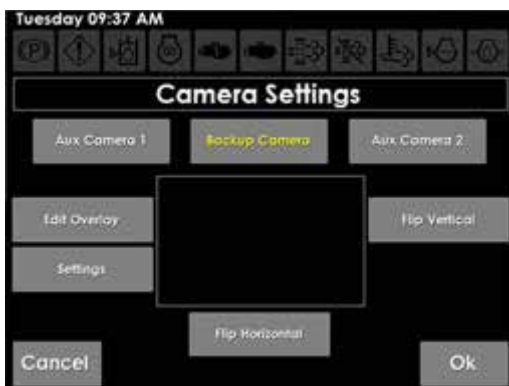 Tuesday 09:37 AM
Camera Settings
Aux Camera 1
Backup Camera
Aux Camera 2
Edit Overlay
Flip Vertical
Settings
Flip Horizontal
Cancel
Ok